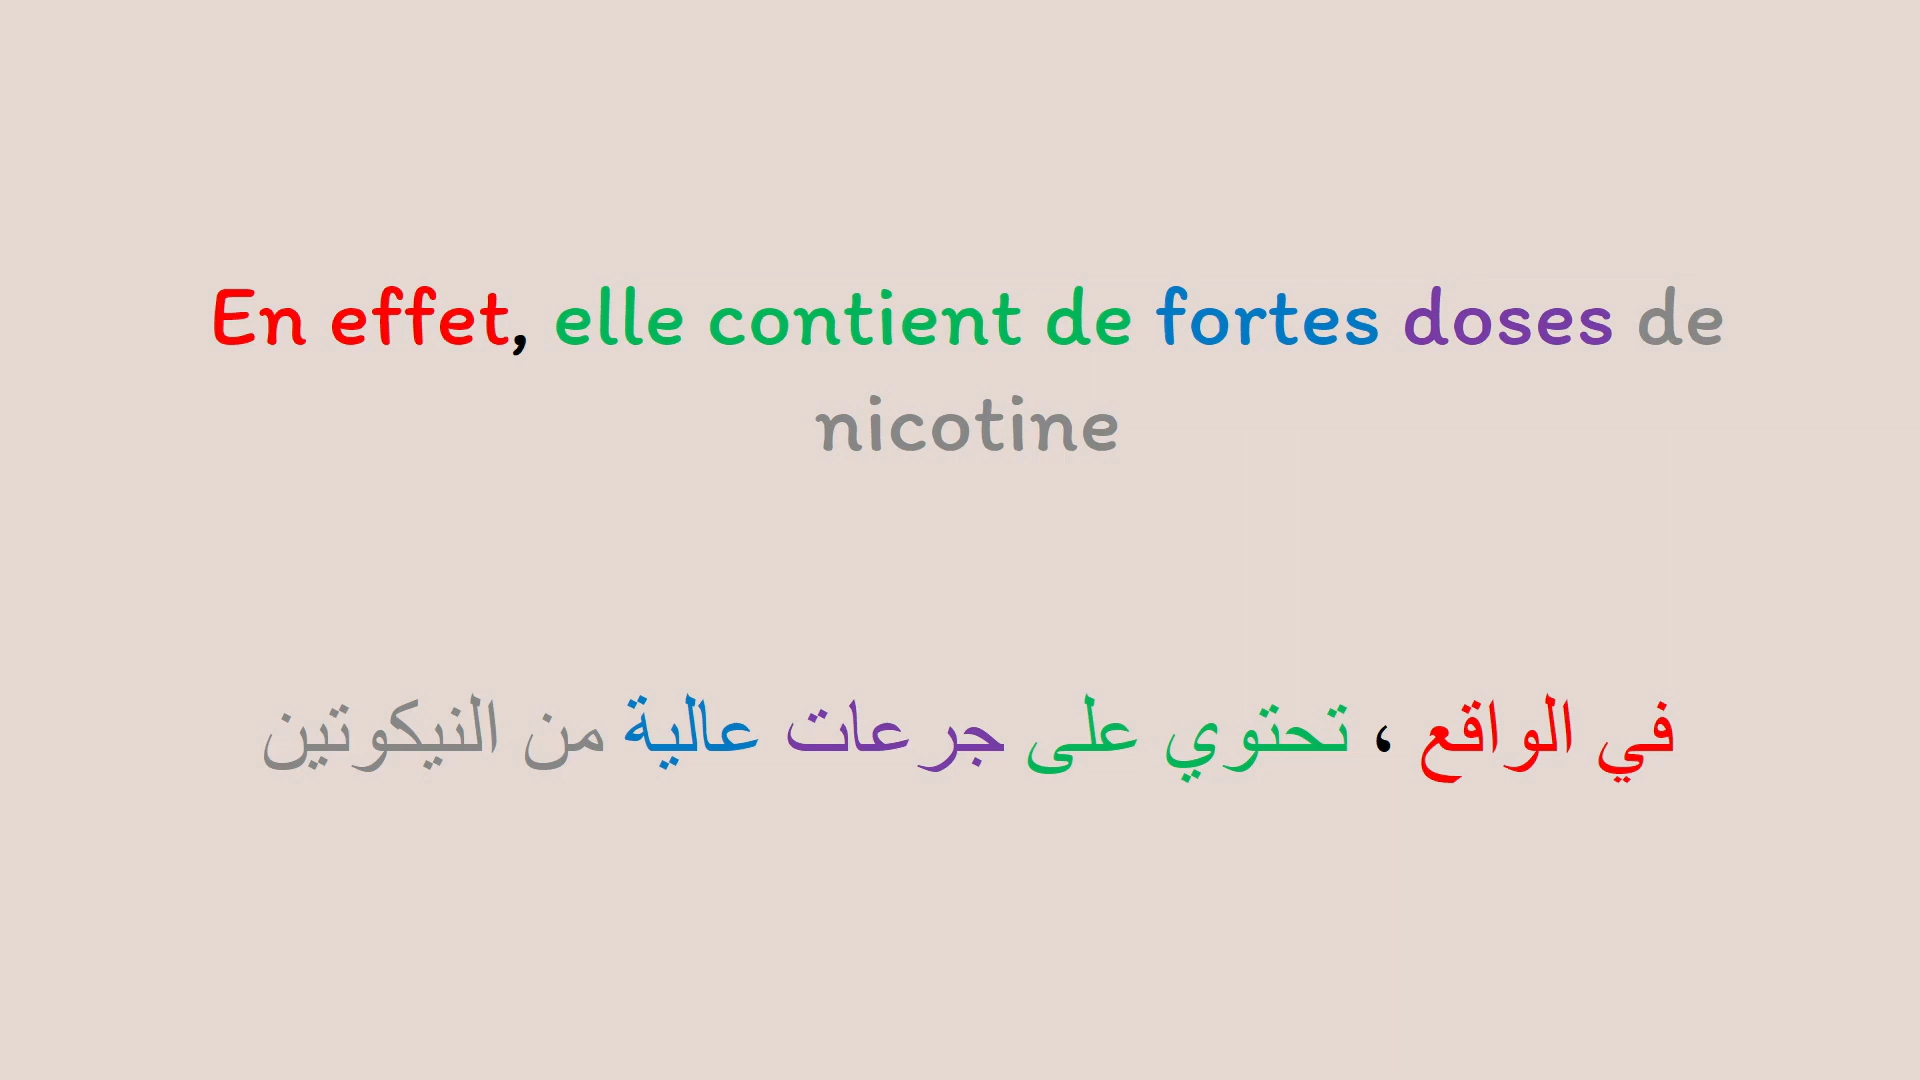 En effet, elle contient de fortes doses de
nicotine
في الواقع ، تحتوي على جرعات عالية من النيكوتين